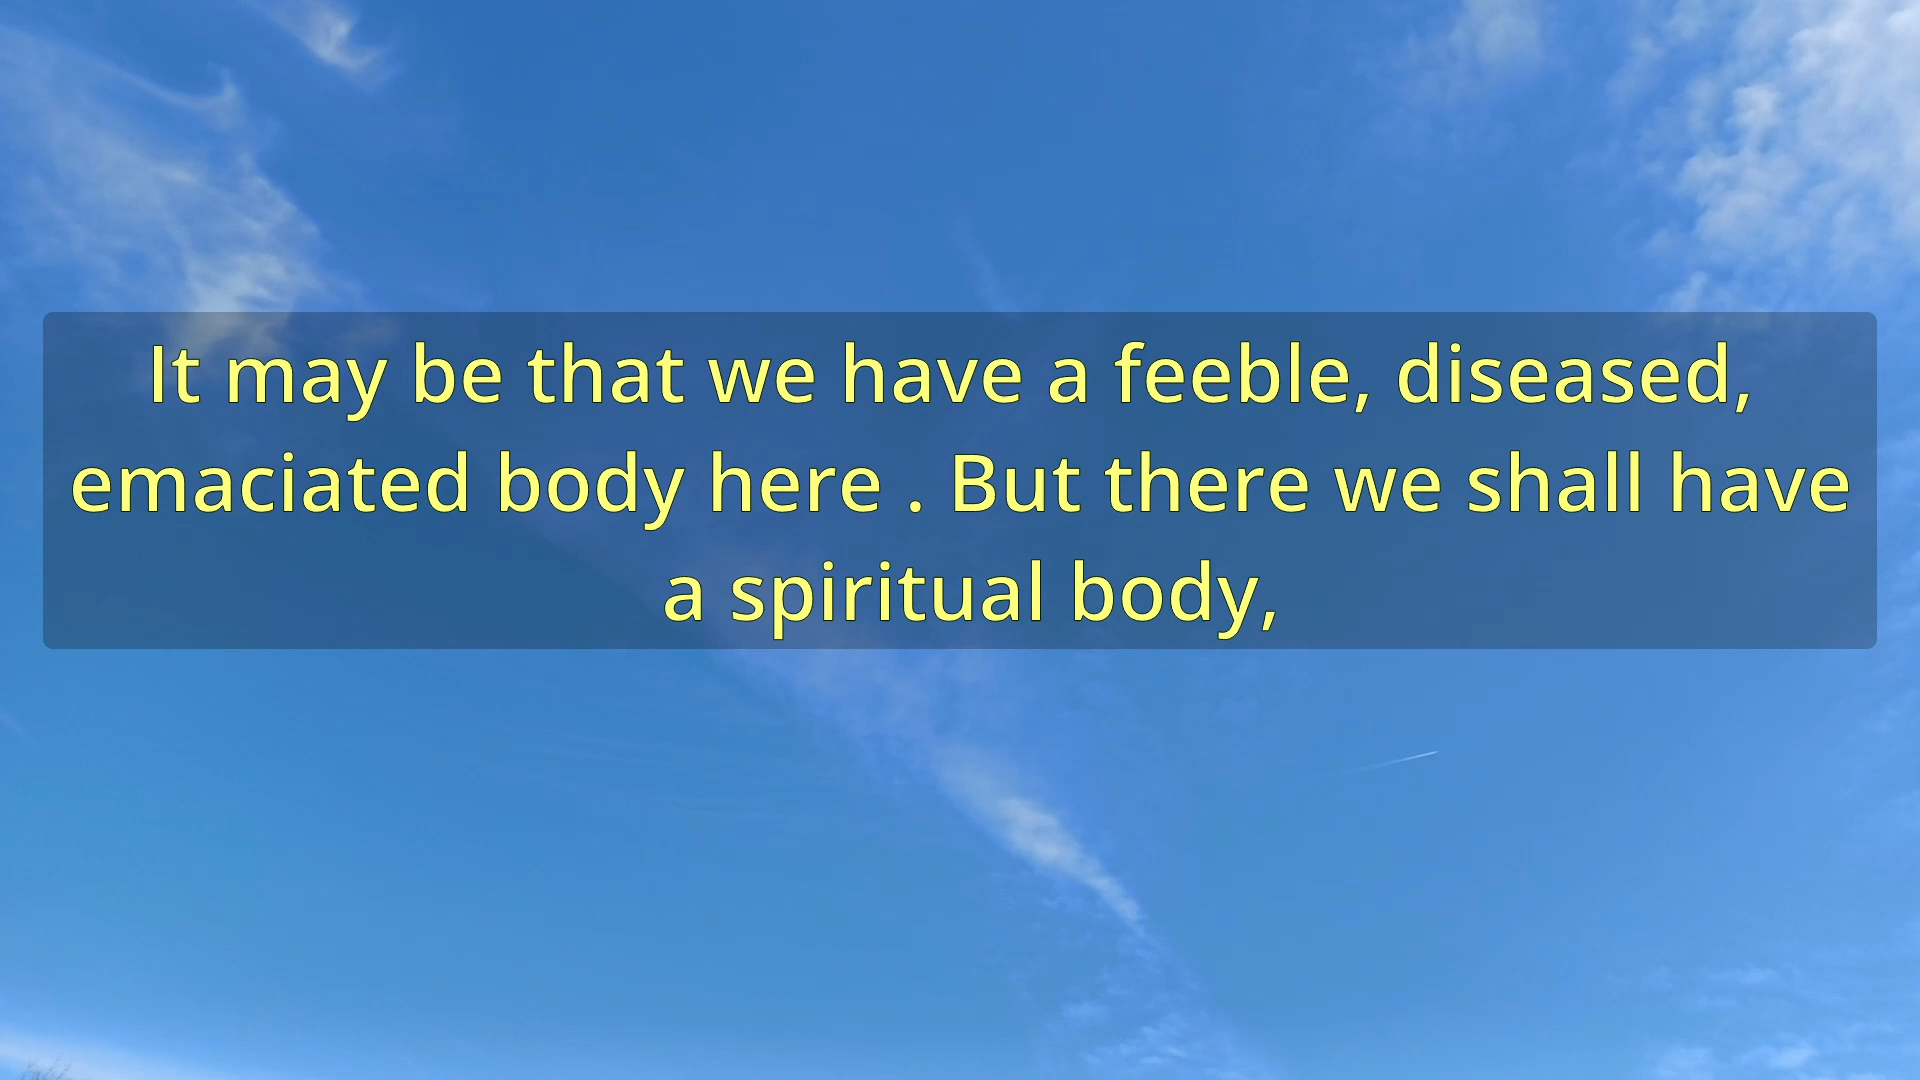 It may be that we have a feeble, diseased,
emaciated body here . But there we shall have
a spiritual body,